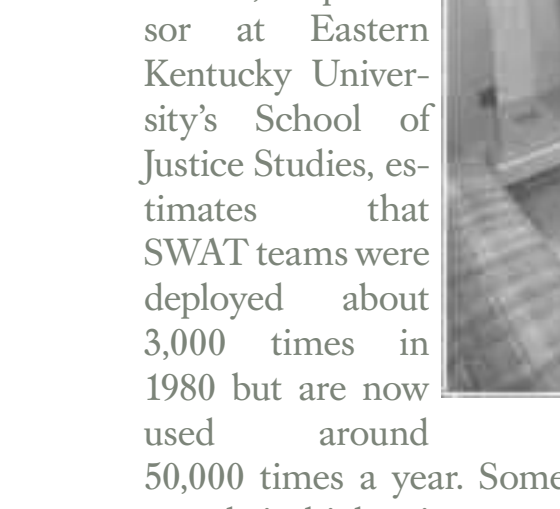 sor at Eastern
Kentucky Univer-
sity’s School of
Justice Studies, es-
timates that
SWAT teams were
deployed about
3,000 times in
1980 but are now
used around
50,000 times a year. Some